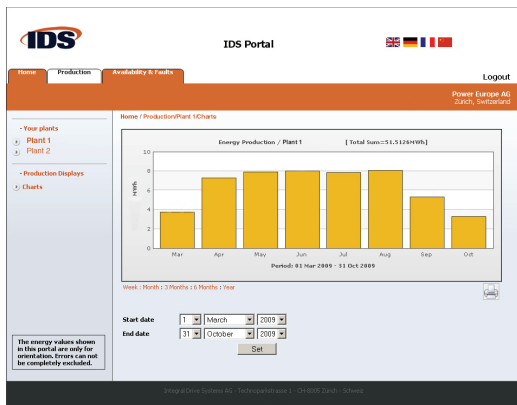 IDS
IDS Portal
Home
Production
Availability & Faults
Logout
Power Europe AG
Zürich, Switzerland
Home / Production/Plant 1/Charts
- Your plants
Plant 1
Plant 2
- Production Displays
Charts
Energy Production / Plant 1 [ Total Sum=51.5126MWh]
MWh
10
8
6
4
2
0
Mar Apr May Jun Jul Aug Sep Oct
Period: 01 Mar 2009 - 31 Oct 2009
Week : Month : 3 Months : 6 Months : Year
Start date 1 March 2009
End date 31 October 2009
Set
The energy values shown
in this portal are only for
orientation. Errors can not
be completely excluded.
Integral Drive Systems AG - Technoparkstrasse 1 - CH-8005 Zürich - Schweiz